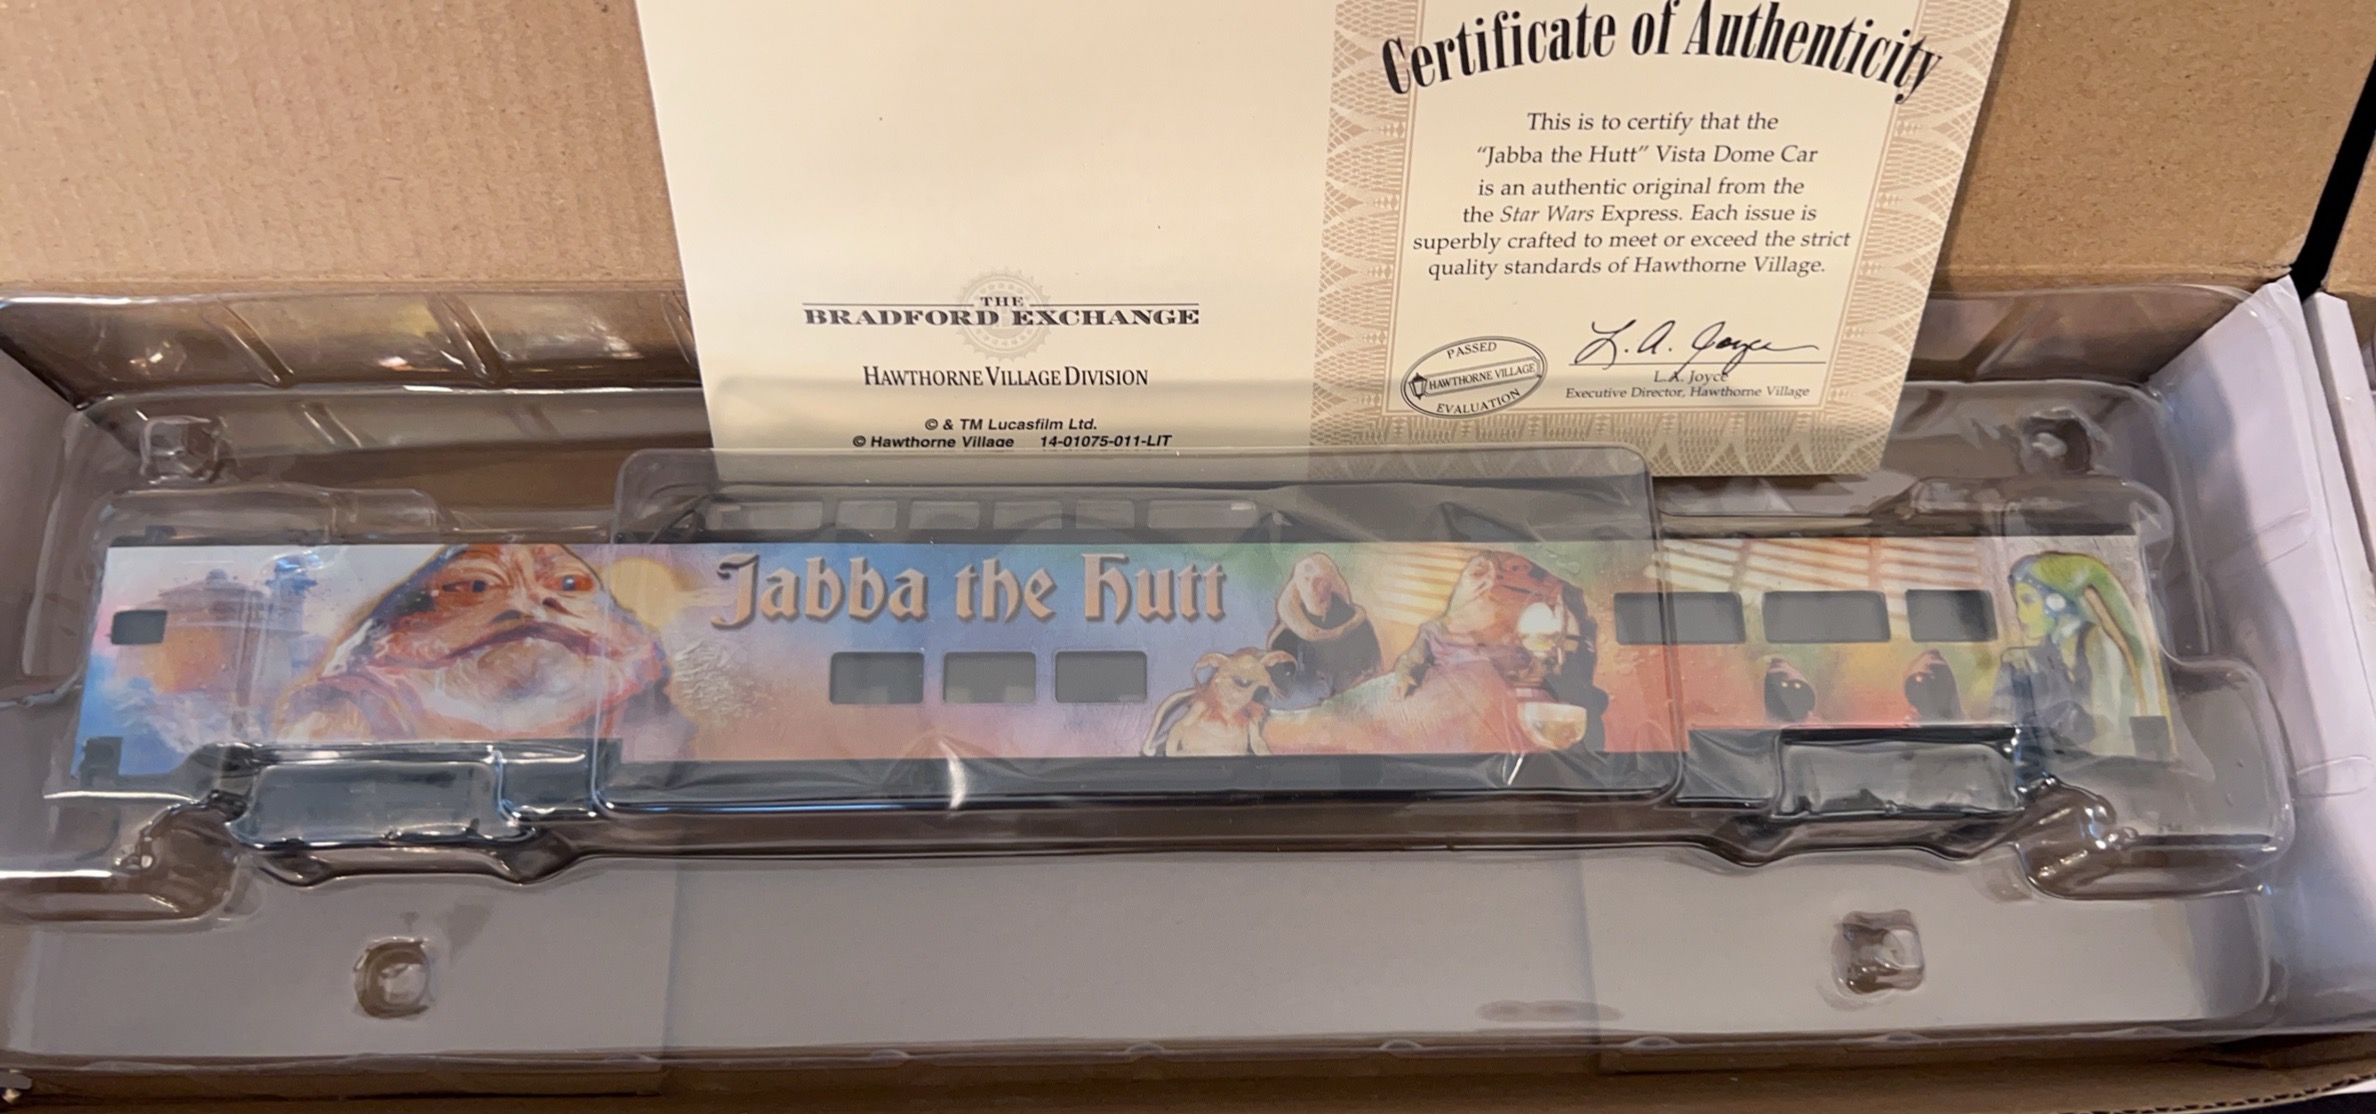 Certificate of Authenticity
This is to certify that the
"Jabba the Hutt" Vista Dome Car
is an authentic original from the
the Star Wars Express. Each issue is
superbly crafted to meet or exceed the strict
quality standards of Hawthorne Village.
L. A. Joyce
L.A. Joyce
Executive Director, Hawthorne Village
PASSED
HAWTHORNE VILLAGE
EVALUATION
THE
BRADFORD EXCHANGE
HAWTHORNE VILLAGE DIVISION
© & TM Lucasfilm Ltd.
© Hawthorne Village 14-01075-011-LIT
Jabba the Hutt